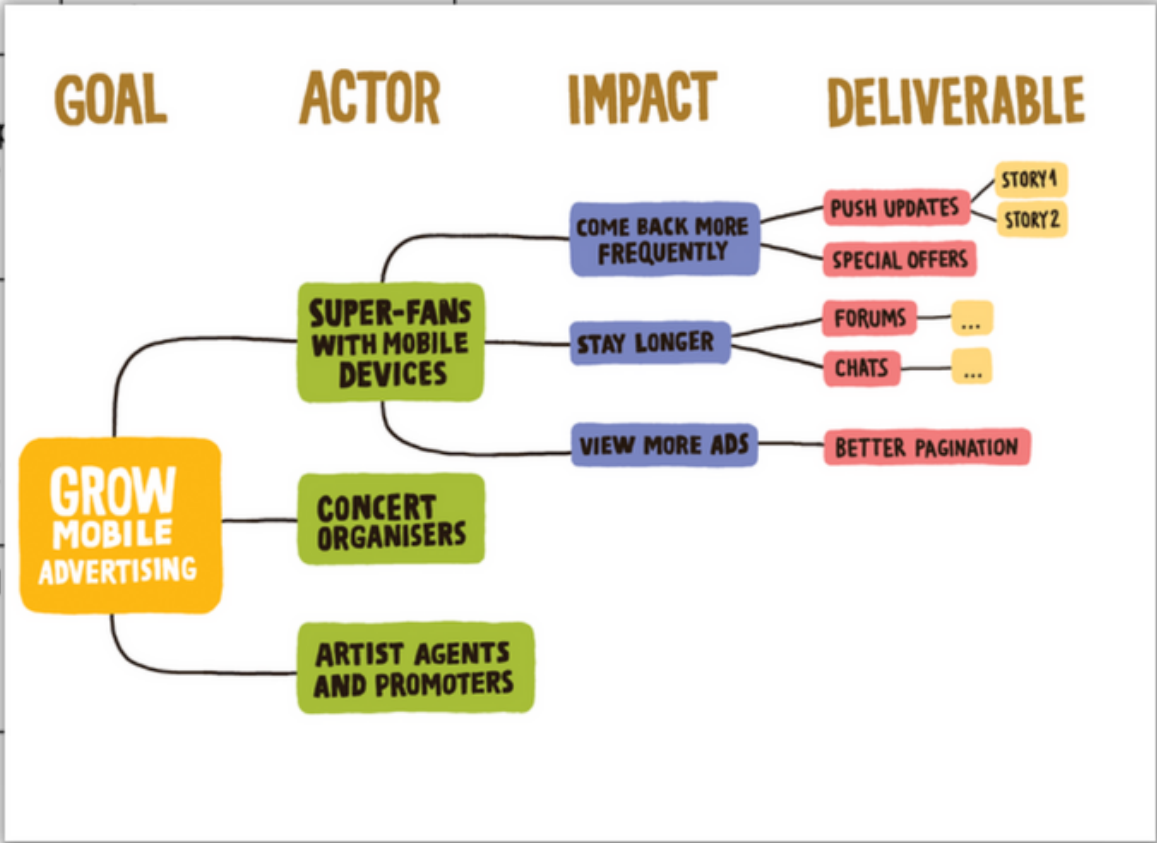 GOAL
ACTOR
IMPACT
DELIVERABLE
GROW
MOBILE
ADVERTISING
SUPER-FANS
WITH MOBILE
DEVICES
COME BACK MORE
FREQUENTLY
PUSH UPDATES
STORY1
STORY2
SPECIAL OFFERS
STAY LONGER
FORUMS
...
CHATS
...
VIEW MORE ADS
BETTER PAGINATION
CONCERT
ORGANISERS
ARTIST AGENTS
AND PROMOTERS